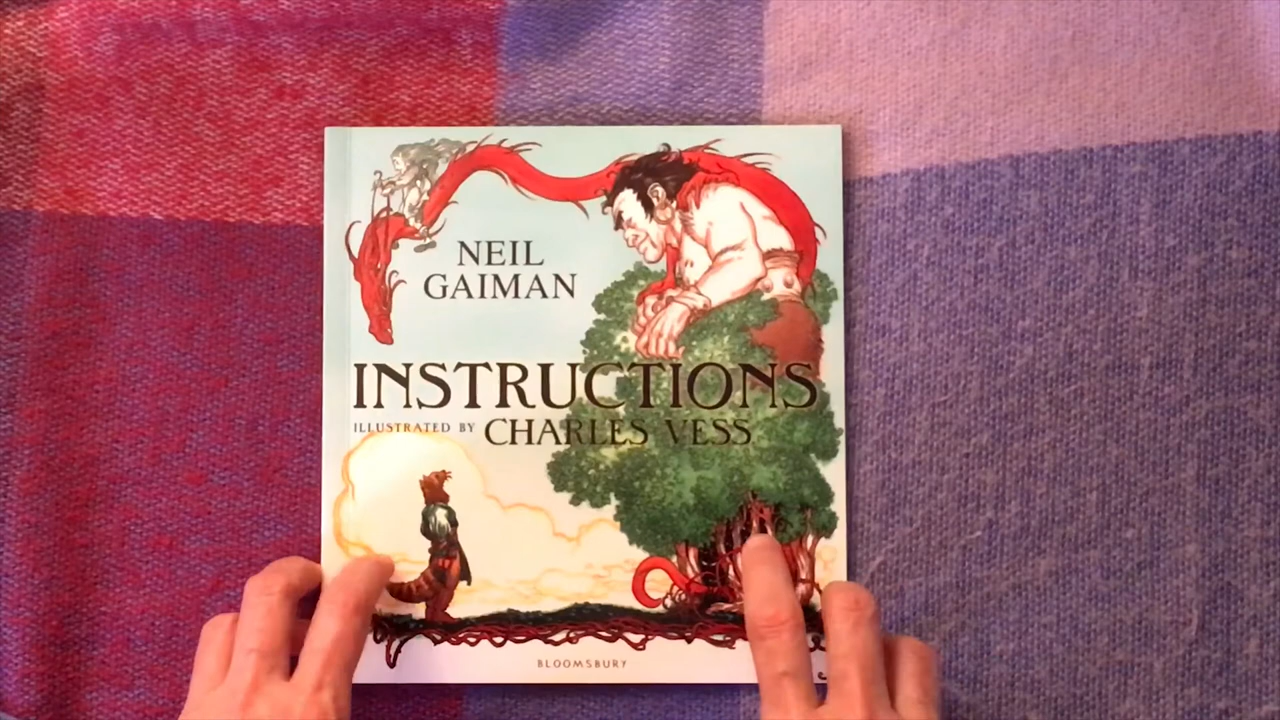 NEIL
GAIMAN
INSTRUCTIONS
ILLUSTRATED BY CHARLES VESS
BLOOMSBURY